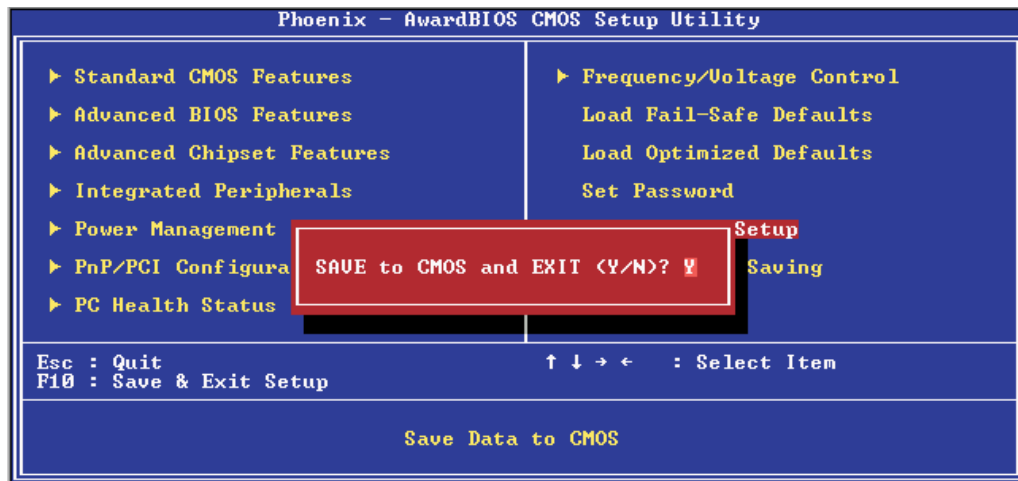 Phoenix - AwardBIOS CMOS Setup Utility
Standard CMOS Features
Advanced BIOS Features
Advanced Chipset Features
Integrated Peripherals
Power Management
PnP/PCI Configura
PC Health Status
Frequency/Voltage Control
Load Fail-Safe Defaults
Load Optimized Defaults
Set Password
Setup
Saving
SAVE to CMOS and EXIT (Y/N)? Y
Esc : Quit
F10 : Save & Exit Setup
↑ ↓ → ← : Select Item
Save Data to CMOS